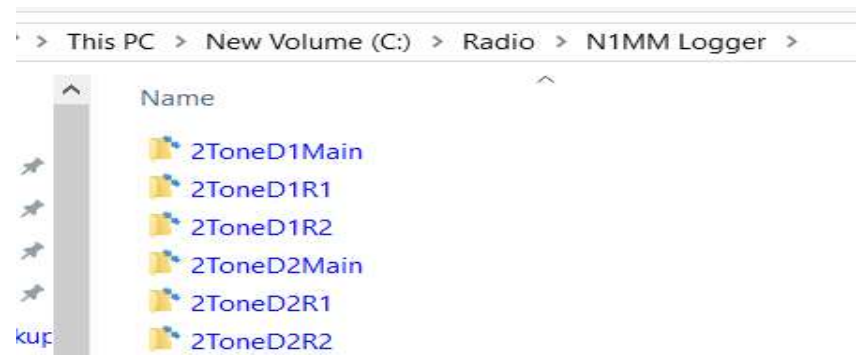 > This PC > New Volume (C:) > Radio > N1MM Logger >
Name
2ToneD1Main
2ToneD1R1
2ToneD1R2
2ToneD2Main
2ToneD2R1
kup
2ToneD2R2